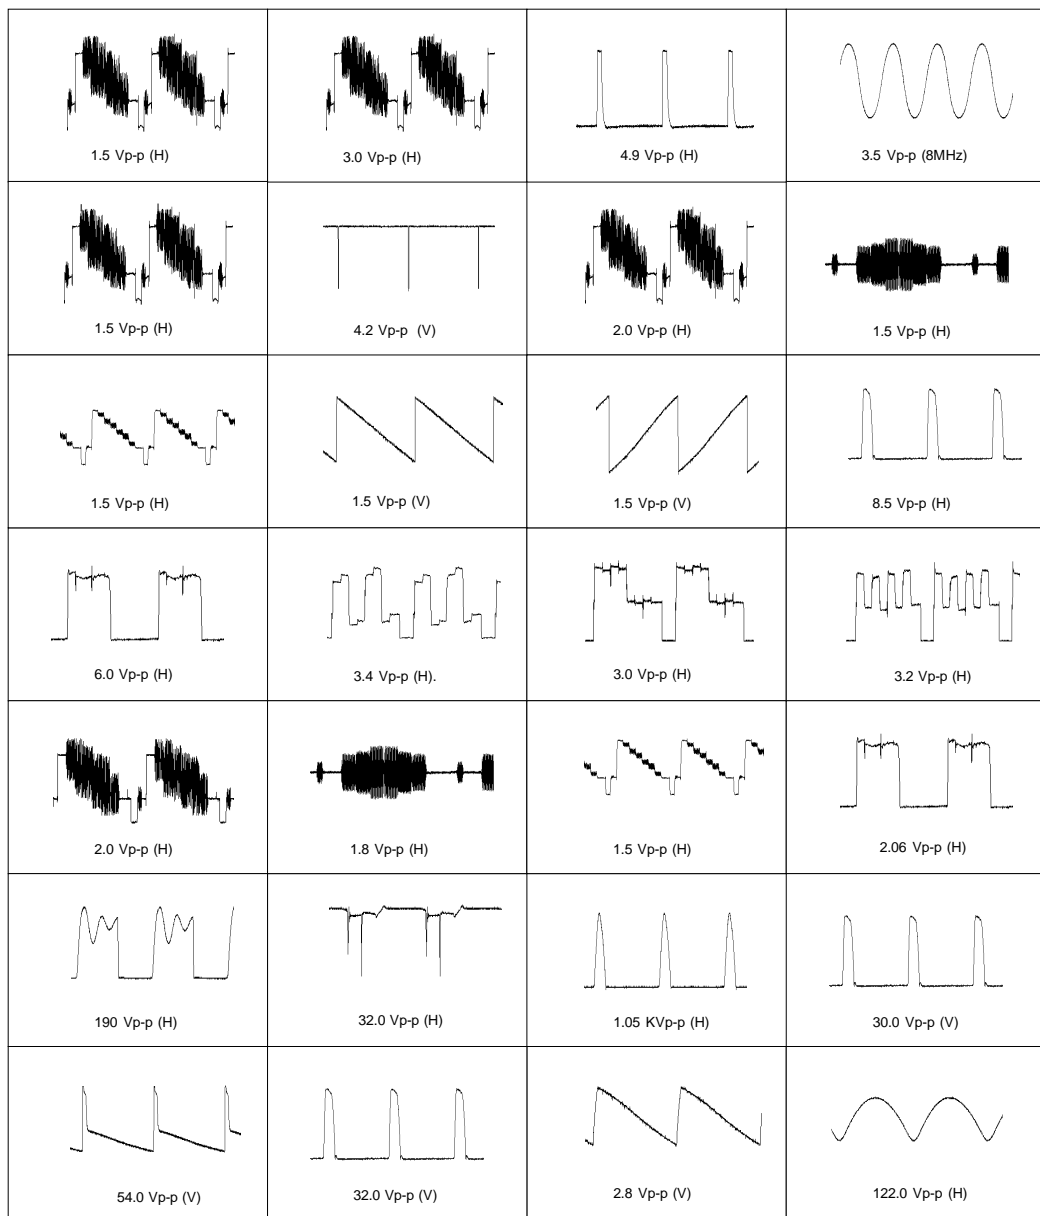 1.5 Vp-p (H)
3.0 Vp-p (H)
4.9 Vp-p (H)
3.5 Vp-p (8MHz)
1.5 Vp-p (H)
4.2 Vp-p (V)
2.0 Vp-p (H)
1.5 Vp-p (H)
1.5 Vp-p (H)
1.5 Vp-p (V)
1.5 Vp-p (V)
8.5 Vp-p (H)
6.0 Vp-p (H)
3.4 Vp-p (H).
3.0 Vp-p (H)
3.2 Vp-p (H)
2.0 Vp-p (H)
1.8 Vp-p (H)
1.5 Vp-p (H)
2.06 Vp-p (H)
190 Vp-p (H)
32.0 Vp-p (H)
1.05 KVp-p (H)
30.0 Vp-p (V)
54.0 Vp-p (V)
32.0 Vp-p (V)
2.8 Vp-p (V)
122.0 Vp-p (H)